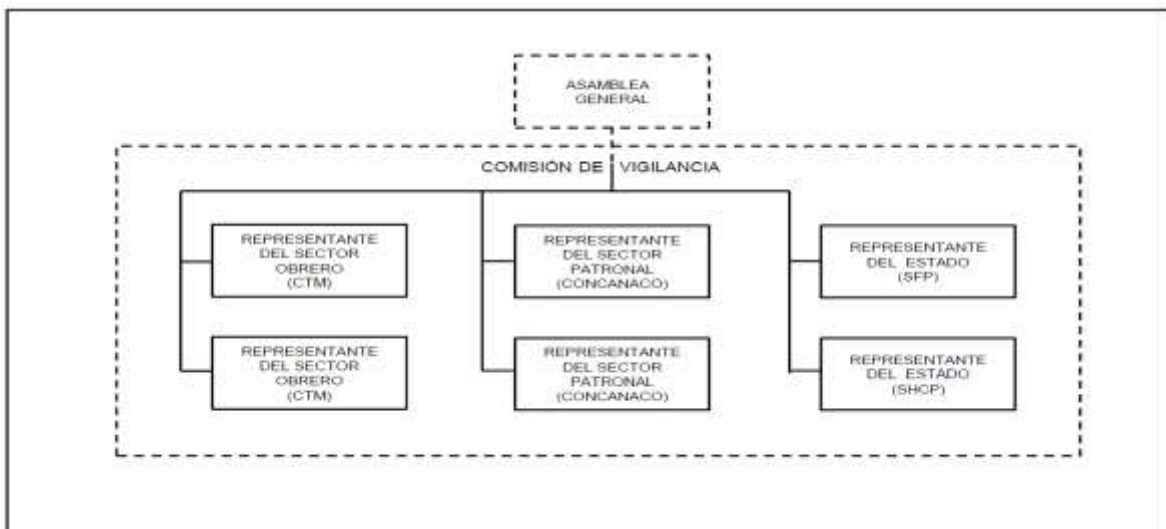 ASAMBLEA
GENERAL
COMISIÓN DE VIGILANCIA
REPRESENTANTE
DEL SECTOR
OBRERO
(CTM)
REPRESENTANTE
DEL SECTOR
PATRONAL
(CONCANACO)
REPRESENTANTE
DEL ESTADO
(SFP)
REPRESENTANTE
DEL SECTOR
OBRERO
(CTM)
REPRESENTANTE
DEL SECTOR
PATRONAL
(CONCANACO)
REPRESENTANTE
DEL ESTADO
(SHCP)